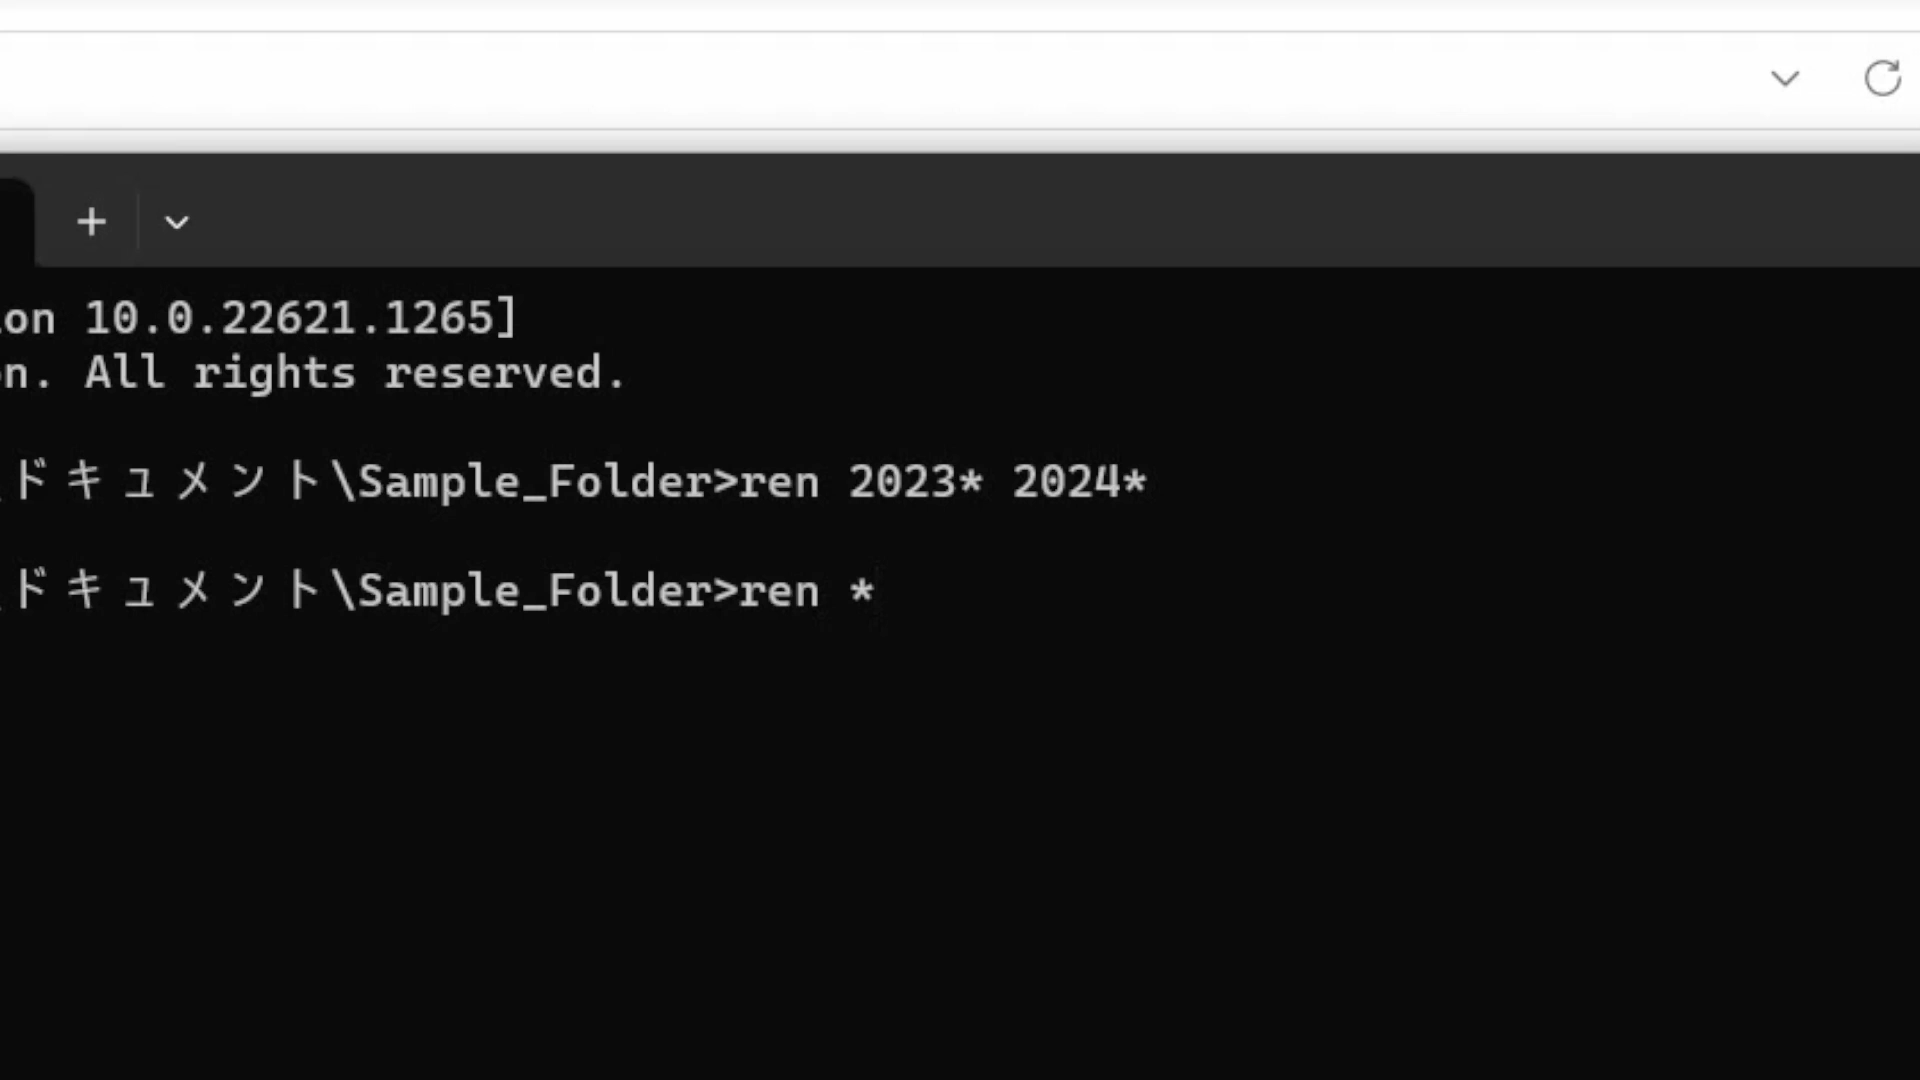 on 10.0.22621.1265]
n. All rights reserved.
ドキュメント\Sample_Folder>ren 2023* 2024*
ドキュメント\Sample_Folder>ren *